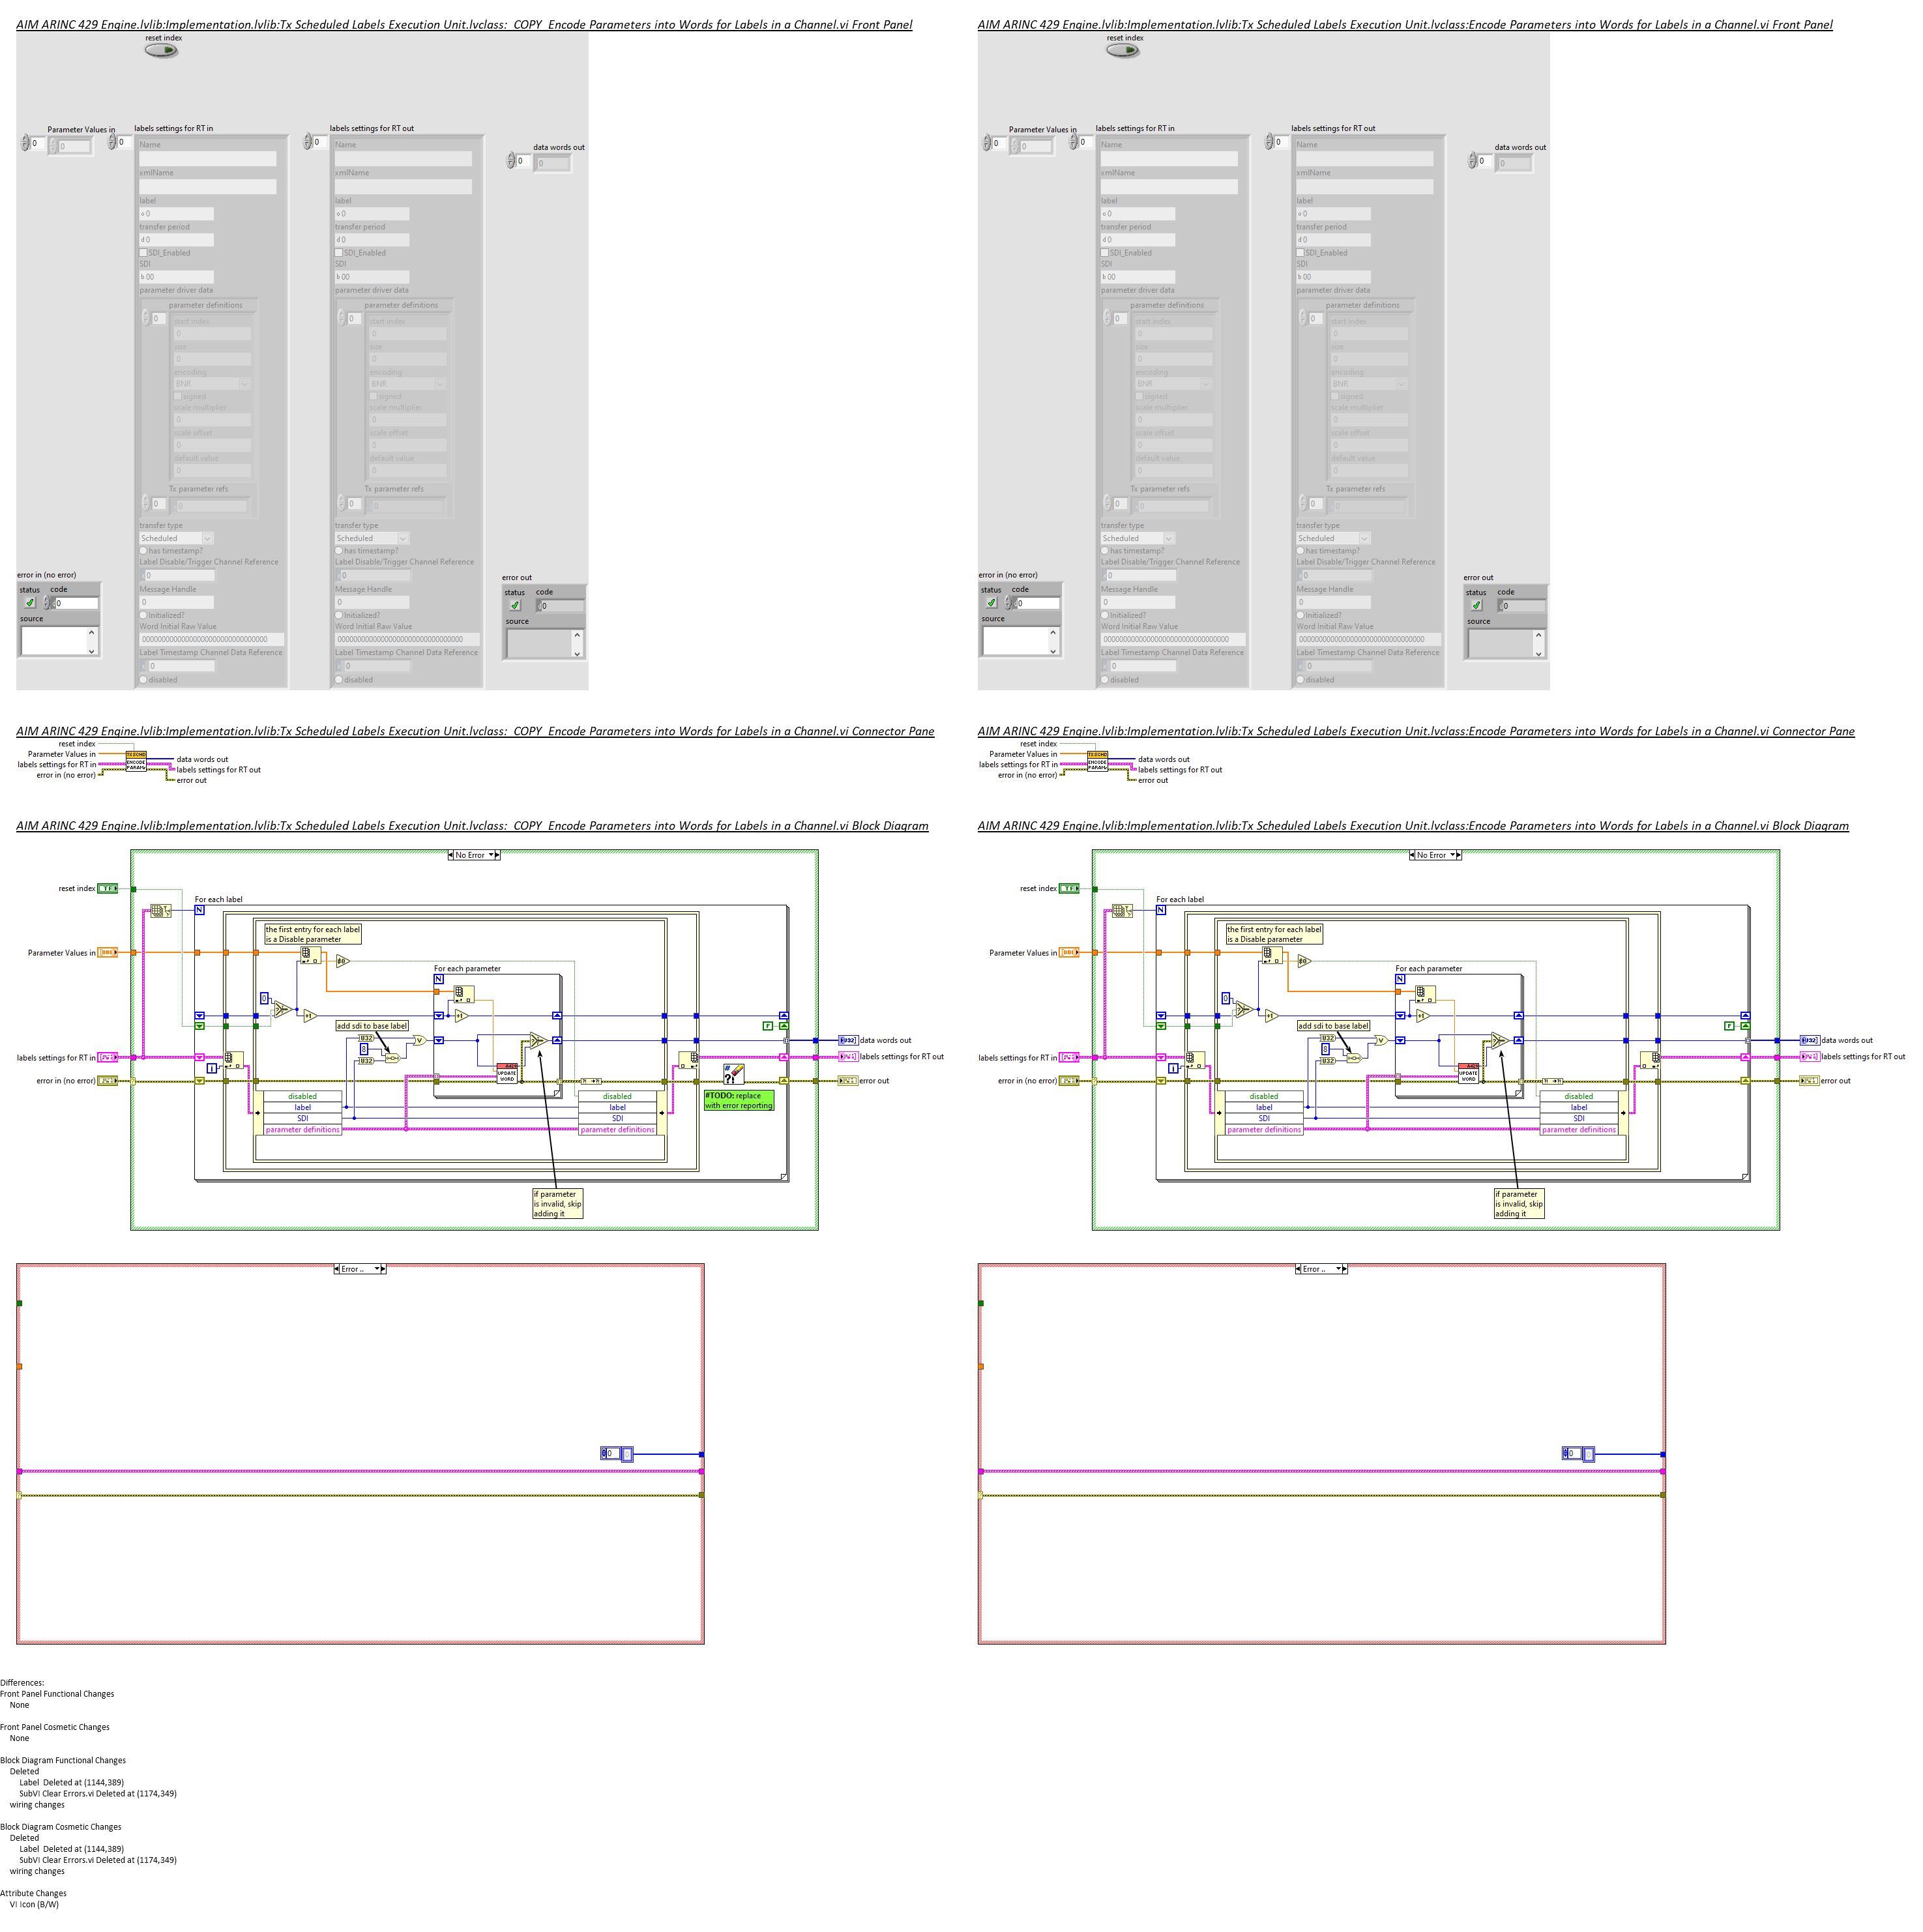 AIM ARINC 429 Engine.lvlib:Implementation.lvlib:Tx Scheduled Labels Execution Unit.lvclass:_COPY_Encode Parameters into Words for Labels in a Channel.vi Front Panel
reset index
Parameter Values in
0
0
labels settings for RT in
0
Name
xmlName
label
o 0
transfer period
d 0
SDI_Enabled
SDI
b 00
parameter driver data
parameter definitions
0
start index
0
size
0
encoding
BNR
signed
scale multiplier
0
scale offset
0
default value
0
Tx parameter refs
0
0
transfer type
Scheduled
has timestamp?
Label Disable/Trigger Channel Reference
0
Message Handle
0
Initialized?
Word Initial Raw Value
00000000000000000000000000000000
Label Timestamp Channel Data Reference
0
disabled
labels settings for RT out
0
Name
xmlName
label
o 0
transfer period
d 0
SDI_Enabled
SDI
b 00
parameter driver data
parameter definitions
0
start index
0
size
0
encoding
BNR
signed
scale multiplier
0
scale offset
0
default value
0
Tx parameter refs
0
0
transfer type
Scheduled
has timestamp?
Label Disable/Trigger Channel Reference
0
Message Handle
0
Initialized?
Word Initial Raw Value
00000000000000000000000000000000
Label Timestamp Channel Data Reference
0
disabled
data words out
0
0
error in (no error)
status code
0
source
error out
status code
0
source
AIM ARINC 429 Engine.lvlib:Implementation.lvlib:Tx Scheduled Labels Execution Unit.lvclass:Encode Parameters into Words for Labels in a Channel.vi Front Panel
reset index
Parameter Values in
0
0
labels settings for RT in
0
Name
xmlName
label
o 0
transfer period
d 0
SDI_Enabled
SDI
b 00
parameter driver data
parameter definitions
0
start index
0
size
0
encoding
BNR
signed
scale multiplier
0
scale offset
0
default value
0
Tx parameter refs
0
0
transfer type
Scheduled
has timestamp?
Label Disable/Trigger Channel Reference
0
Message Handle
0
Initialized?
Word Initial Raw Value
00000000000000000000000000000000
Label Timestamp Channel Data Reference
0
disabled
labels settings for RT out
0
Name
xmlName
label
o 0
transfer period
d 0
SDI_Enabled
SDI
b 00
parameter driver data
parameter definitions
0
start index
0
size
0
encoding
BNR
signed
scale multiplier
0
scale offset
0
default value
0
Tx parameter refs
0
0
transfer type
Scheduled
has timestamp?
Label Disable/Trigger Channel Reference
0
Message Handle
0
Initialized?
Word Initial Raw Value
00000000000000000000000000000000
Label Timestamp Channel Data Reference
0
disabled
data words out
0
0
error in (no error)
status code
0
source
error out
status code
0
source
AIM ARINC 429 Engine.lvlib:Implementation.lvlib:Tx Scheduled Labels Execution Unit.lvclass:_COPY_Encode Parameters into Words for Labels in a Channel.vi Connector Pane
reset index
Parameter Values in
labels settings for RT in
error in (no error)
ENCODE
PARAMS
data words out
labels settings for RT out
error out
AIM ARINC 429 Engine.lvlib:Implementation.lvlib:Tx Scheduled Labels Execution Unit.lvclass:Encode Parameters into Words for Labels in a Channel.vi Connector Pane
reset index
Parameter Values in
labels settings for RT in
error in (no error)
ENCODE
PARAMS
data words out
labels settings for RT out
error out
AIM ARINC 429 Engine.lvlib:Implementation.lvlib:Tx Scheduled Labels Execution Unit.lvclass:_COPY_Encode Parameters into Words for Labels in a Channel.vi Block Diagram
No Error
reset index
TF
For each label
N
the first entry for each label
is a Disable parameter
Parameter Values in
For each parameter
N
0
+1
+1
add sdi to base label
U32
8
U32
F
U32
data words out
labels settings for RT in
labels settings for RT out
i
error in (no error)
error out
UPDATE
WORD
disabled
label
SDI
parameter definitions
disabled
label
SDI
parameter definitions
#TODO: replace
with error reporting
if parameter
is invalid, skip
adding it
Error ..
0
AIM ARINC 429 Engine.lvlib:Implementation.lvlib:Tx Scheduled Labels Execution Unit.lvclass:Encode Parameters into Words for Labels in a Channel.vi Block Diagram
No Error
reset index
TF
For each label
N
the first entry for each label
is a Disable parameter
Parameter Values in
For each parameter
N
0
+1
+1
add sdi to base label
U32
8
U32
F
U32
data words out
labels settings for RT in
labels settings for RT out
i
error in (no error)
error out
UPDATE
WORD
disabled
label
SDI
parameter definitions
disabled
label
SDI
parameter definitions
if parameter
is invalid, skip
adding it
Error ..
0
Differences:
Front Panel Functional Changes
None
Front Panel Cosmetic Changes
None
Block Diagram Functional Changes
Deleted
Label Deleted at (1144,389)
SubVI Clear Errors.vi Deleted at (1174,349)
wiring changes
Block Diagram Cosmetic Changes
Deleted
Label Deleted at (1144,389)
SubVI Clear Errors.vi Deleted at (1174,349)
wiring changes
Attribute Changes
VI Icon (B/W)